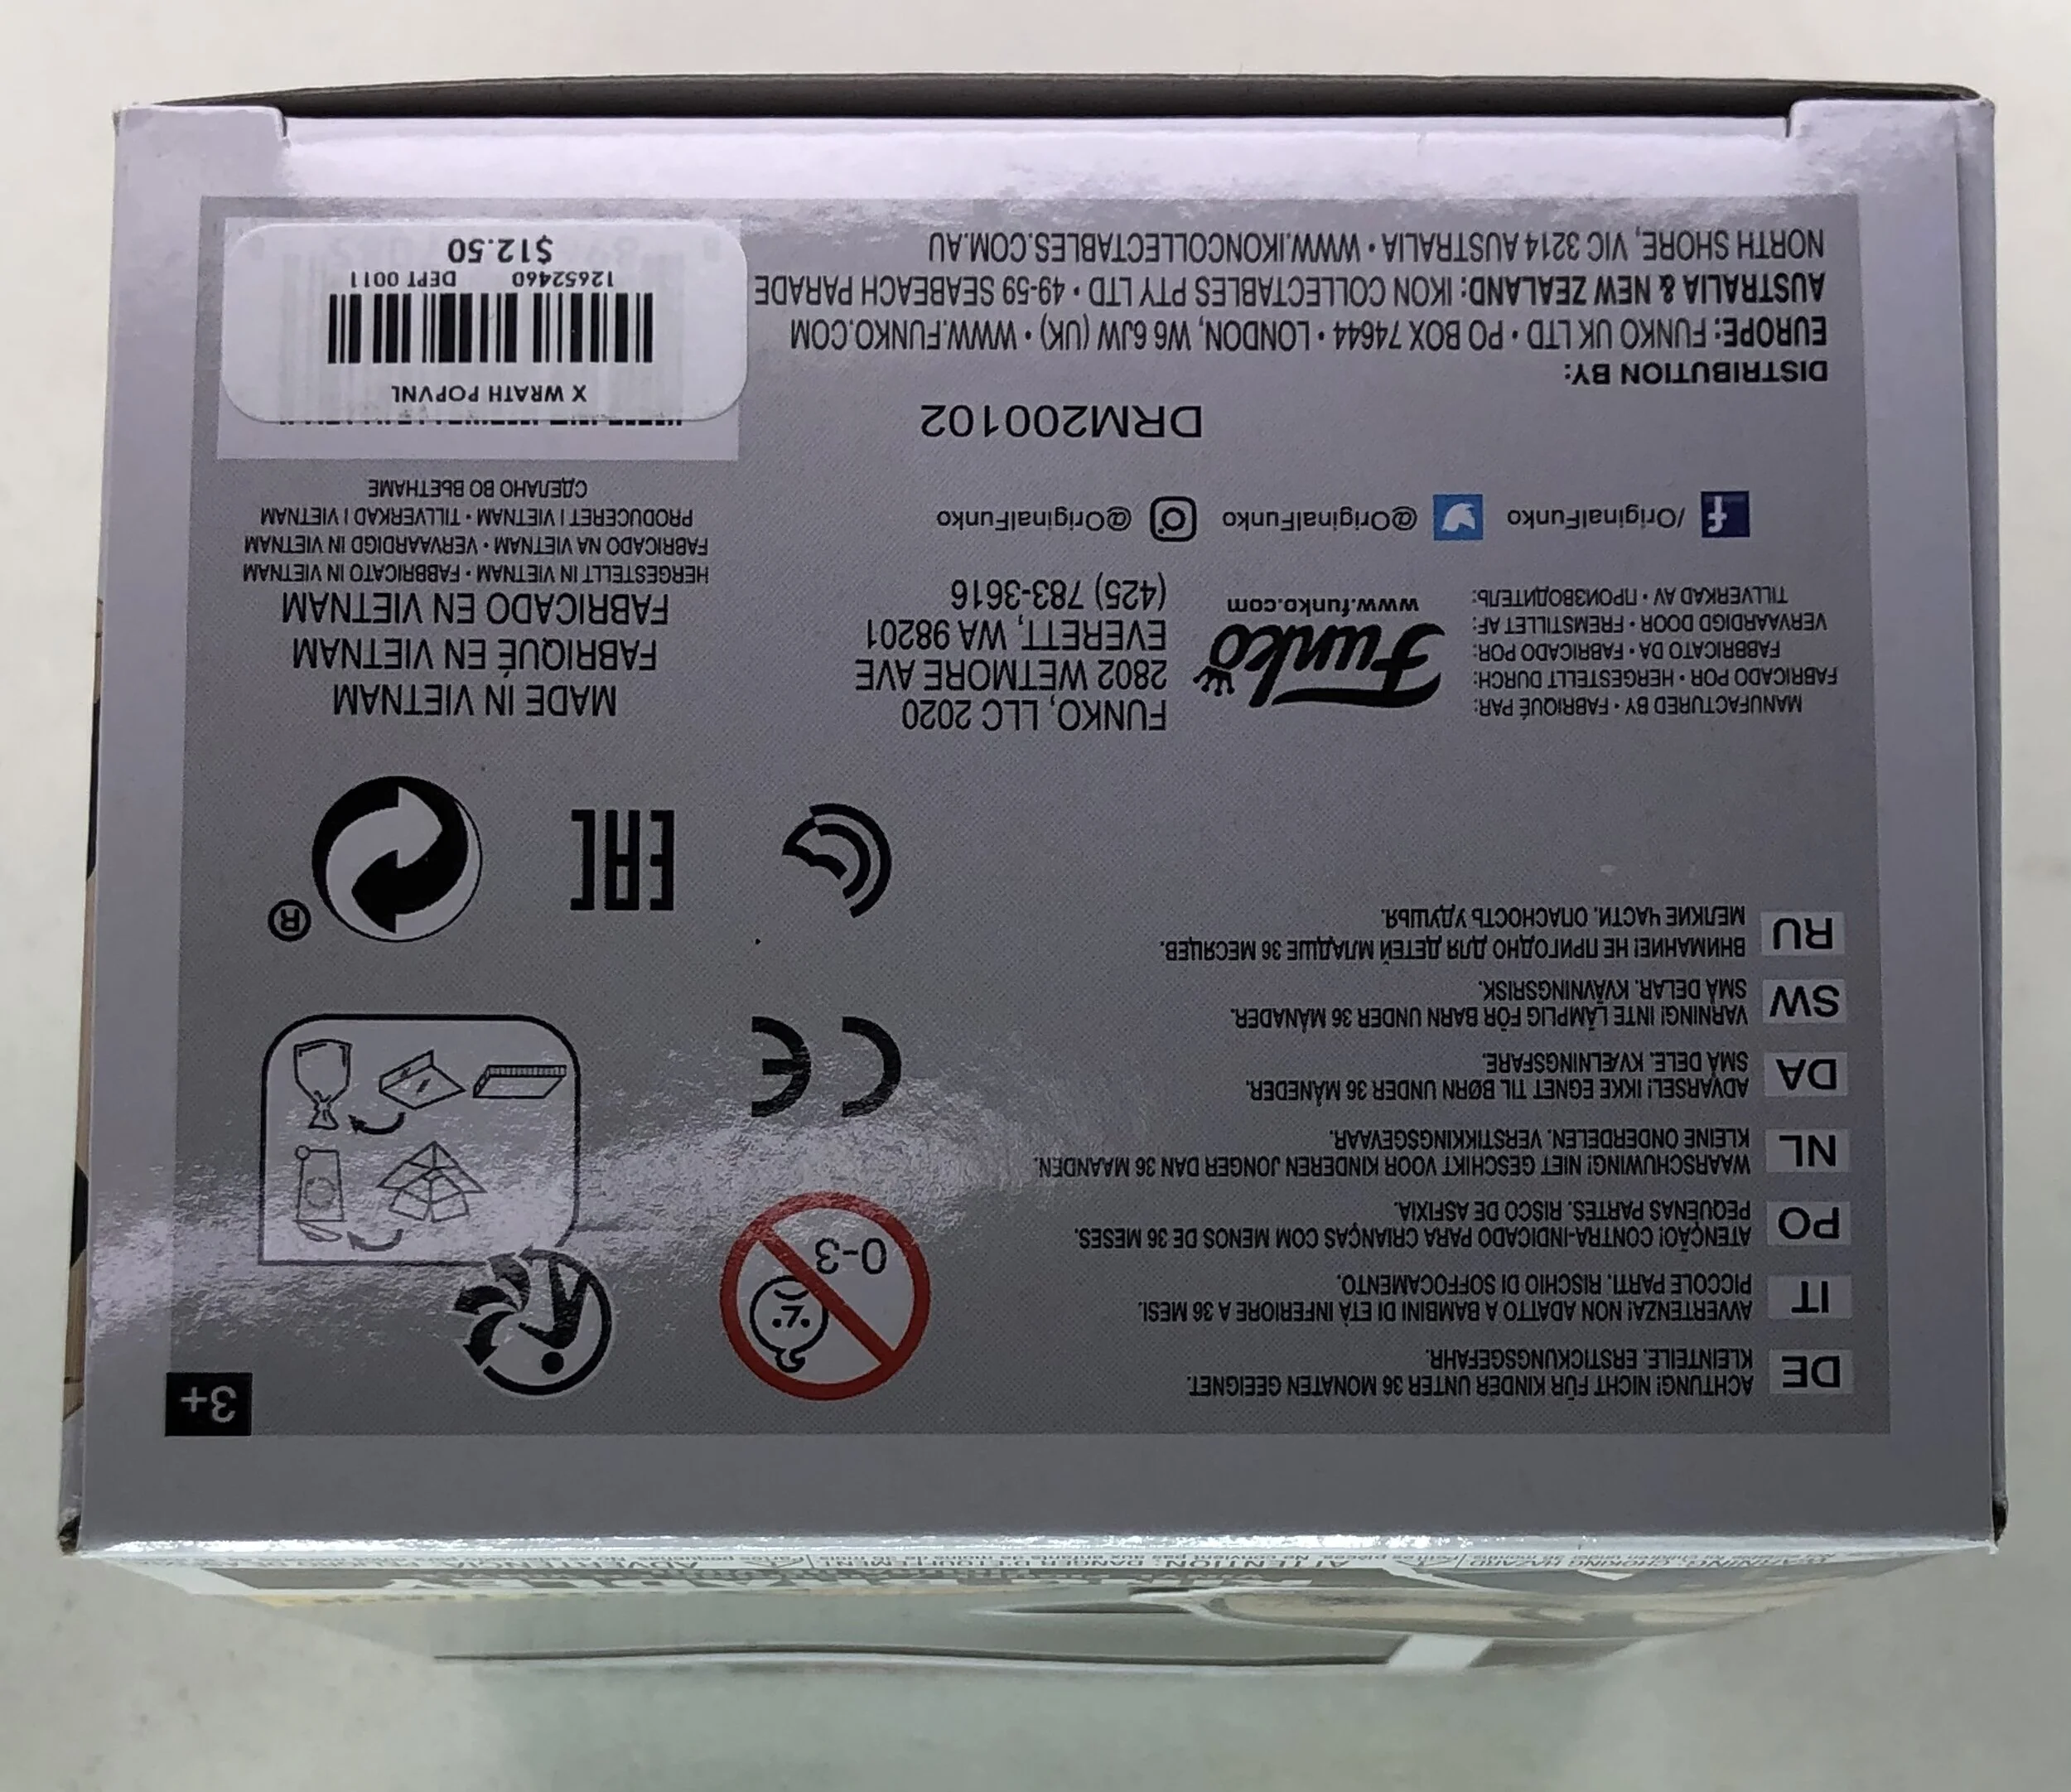 DE
ACHTUNG! NICHT FÜR KINDER UNTER 36 MONATEN GEEIGNET.
KLEINTEILE. ERSTICKUNGSGEFAHR.
IT
AVVERTENZA! NON ADATTO A BAMBINI DI ETÀ INFERIORE A 36 MESI.
PICCOLE PARTI. RISCHIO DI SOFFOCAMENTO.
PO
ATENÇÃO! CONTRA-INDICADO PARA CRIANÇAS COM MENOS DE 36 MESES.
PEQUENAS PARTES. RISCO DE ASFIXIA.
NL
WAARSCHUWING! NIET GESCHIKT VOOR KINDEREN JONGER DAN 36 MAANDEN.
KLEINE ONDERDELEN. VERSTIKKINGSGEVAAR.
DA
ADVARSEL! IKKE EGNET TIL BØRN UNDER 36 MÅNEDER.
SMÅ DELE. KVÆLNINGSFARE.
SW
VARNING! INTE LÄMPLIG FÖR BARN UNDER 36 MÅNADER.
SMÅ DELAR. KVÄVNINGSRISK.
RU
ВНИМАНИЕ! НЕ ПРИГОДНО ДЛЯ ДЕТЕЙ МЛАДШЕ 36 МЕСЯЦЕВ.
МЕЛКИЕ ЧАСТИ. ОПАСНОСТЬ УДУШЬЯ.
0-3
3+
CE
EAC
®
MANUFACTURED BY • FABRIQUÉ PAR:
FABRICADO POR • HERGESTELLT DURCH:
FABBRICATO DA • FABRICADO POR:
VERVAARDIGD DOOR • FREMSTILLET AF:
TILLVERKAD AV • ПРОИЗВОДИТЕЛЬ:
Funko
www.funko.com
FUNKO, LLC 2020
2802 WETMORE AVE
EVERETT, WA 98201
(425) 783-3616
MADE IN VIETNAM
FABRIQUÉ EN VIETNAM
FABRICADO EN VIETNAM
HERGESTELLT IN VIETNAM • FABBRICATO IN VIETNAM
FABRICADO NA VIETNAM • VERVAARDIGD IN VIETNAM
PRODUCERET I VIETNAM • TILLVERKAD I VIETNAM
СДЕЛАНО ВО ВЬЕТНАМЕ
/OriginalFunko
@OriginalFunko
@OriginalFunko
DRM200102
DISTRIBUTION BY:
EUROPE: FUNKO UK LTD • PO BOX 74644 • LONDON, W6 6JW (UK) • WWW.FUNKO.COM
AUSTRALIA & NEW ZEALAND: IKON COLLECTABLES PTY LTD • 49-59 SEABEACH PARADE
NORTH SHORE, VIC 3214 AUSTRALIA • WWW.IKONCOLLECTABLES.COM.AU
X WRATH POPVNL
12652460 DEPT 0011
$12.50